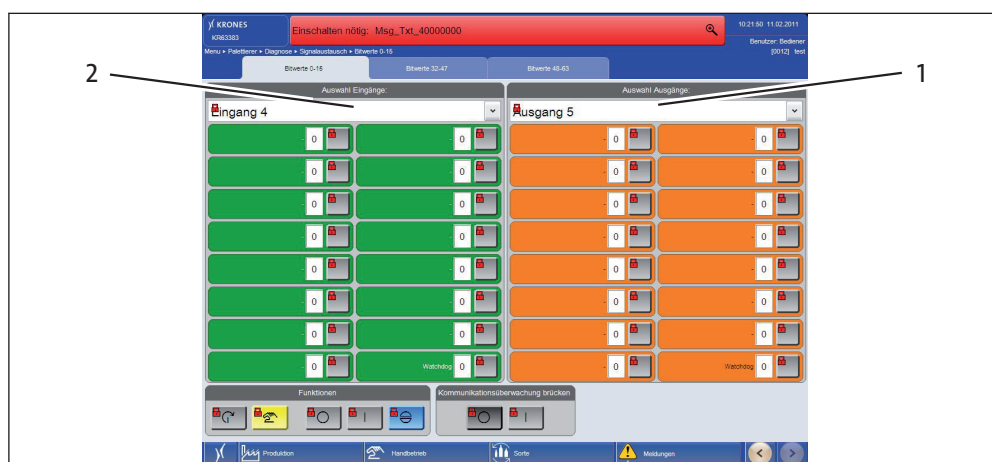 KRONES
KR63383
Einschalten nötig: Msg_Txt_40000000
10:21:50 11.02.2011
Benutzer: Bediener
[0012] test
Menu ▸ Palettierer ▸ Diagnose ▸ Signalaustausch ▸ Bitwerte 0-15
Bitwerte 0-15 Bitwerte 32-47 Bitwerte 48-63
2
1
Auswahl Eingänge: Auswahl Ausgänge:
Eingang 4 Ausgang 5
- 0 - 0 - 0 - 0
- 0 - 0 - 0 - 0
- 0 - 0 - 0 - 0
- 0 - 0 - 0 - 0
- 0 - 0 - 0 - 0
- 0 - 0 - 0 - 0
- 0 - 0 - 0 - 0
- 0 Watchdog 0 - 0 Watchdog 0
Funktionen Kommunikationsüberwachung brücken
Produktion Handbetrieb Sorte Meldungen